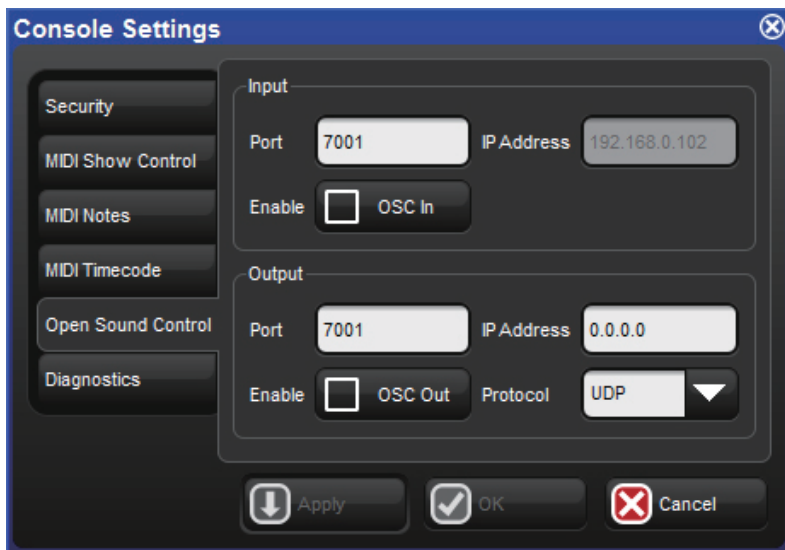 Console Settings
Security
MIDI Show Control
MIDI Notes
MIDI Timecode
Open Sound Control
Diagnostics
Input
Port 7001 IP Address 192.168.0.102
Enable OSC In
Output
Port 7001 IP Address 0.0.0.0
Enable OSC Out Protocol UDP
Apply OK Cancel